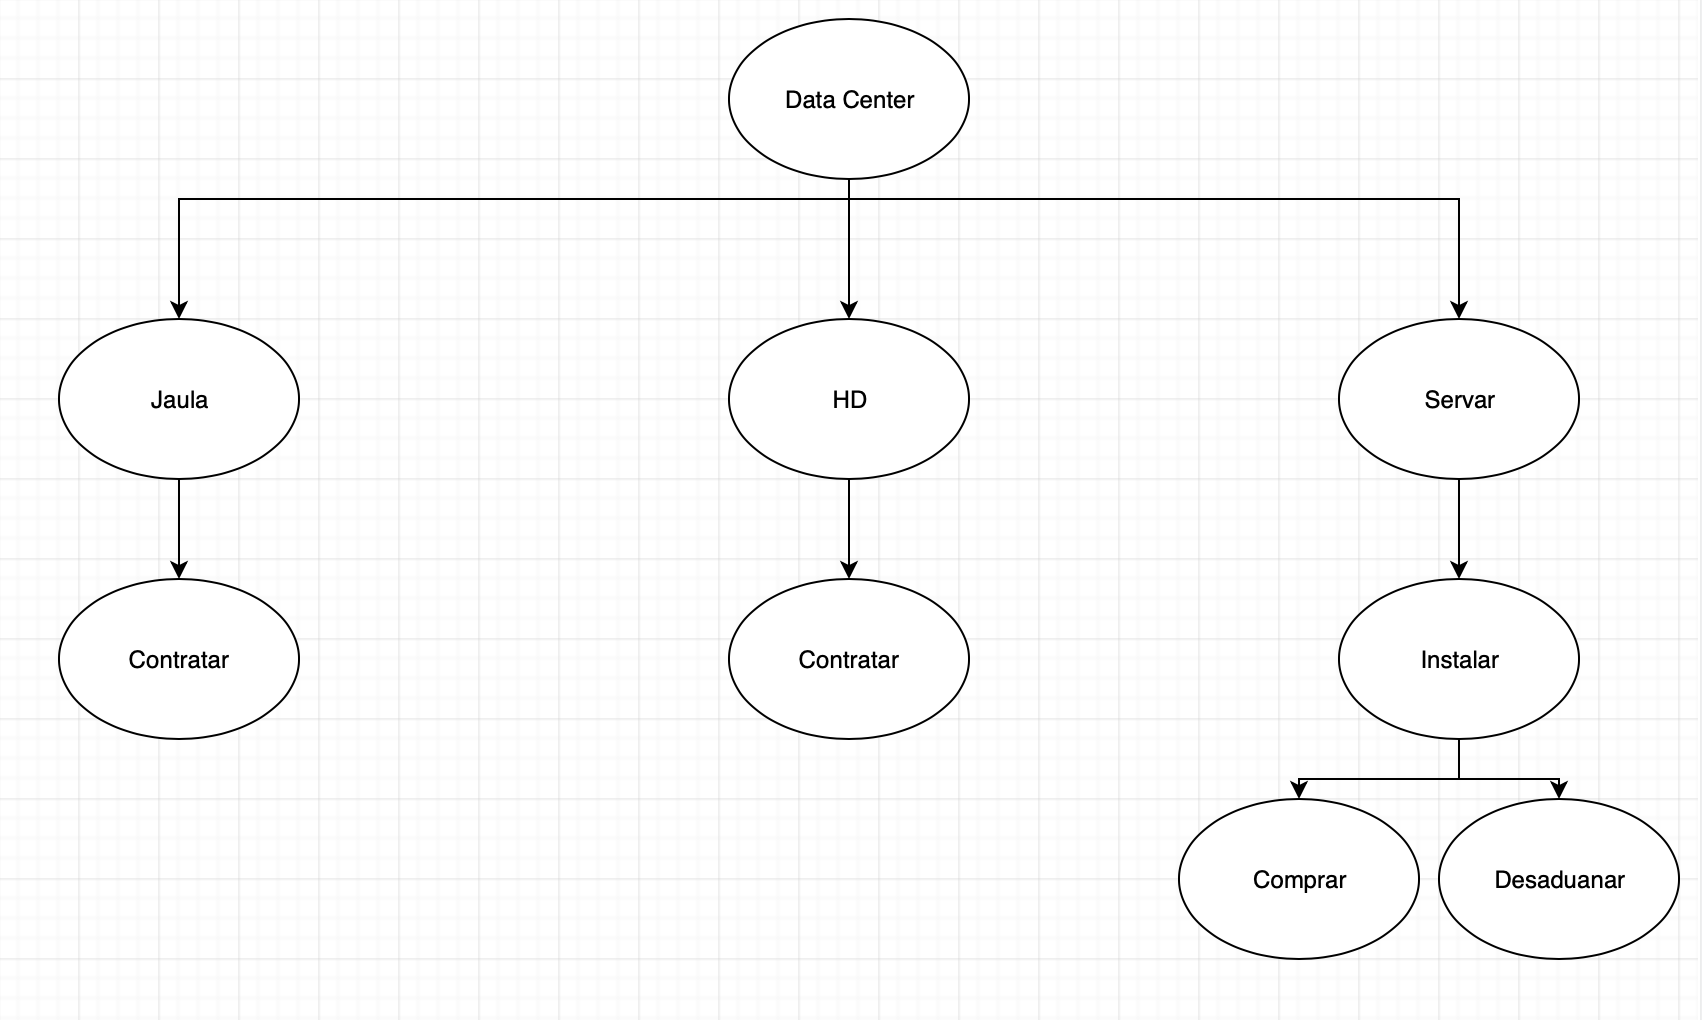 Data Center
Jaula
HD
Servar
Contratar
Contratar
Instalar
Comprar
Desaduanar